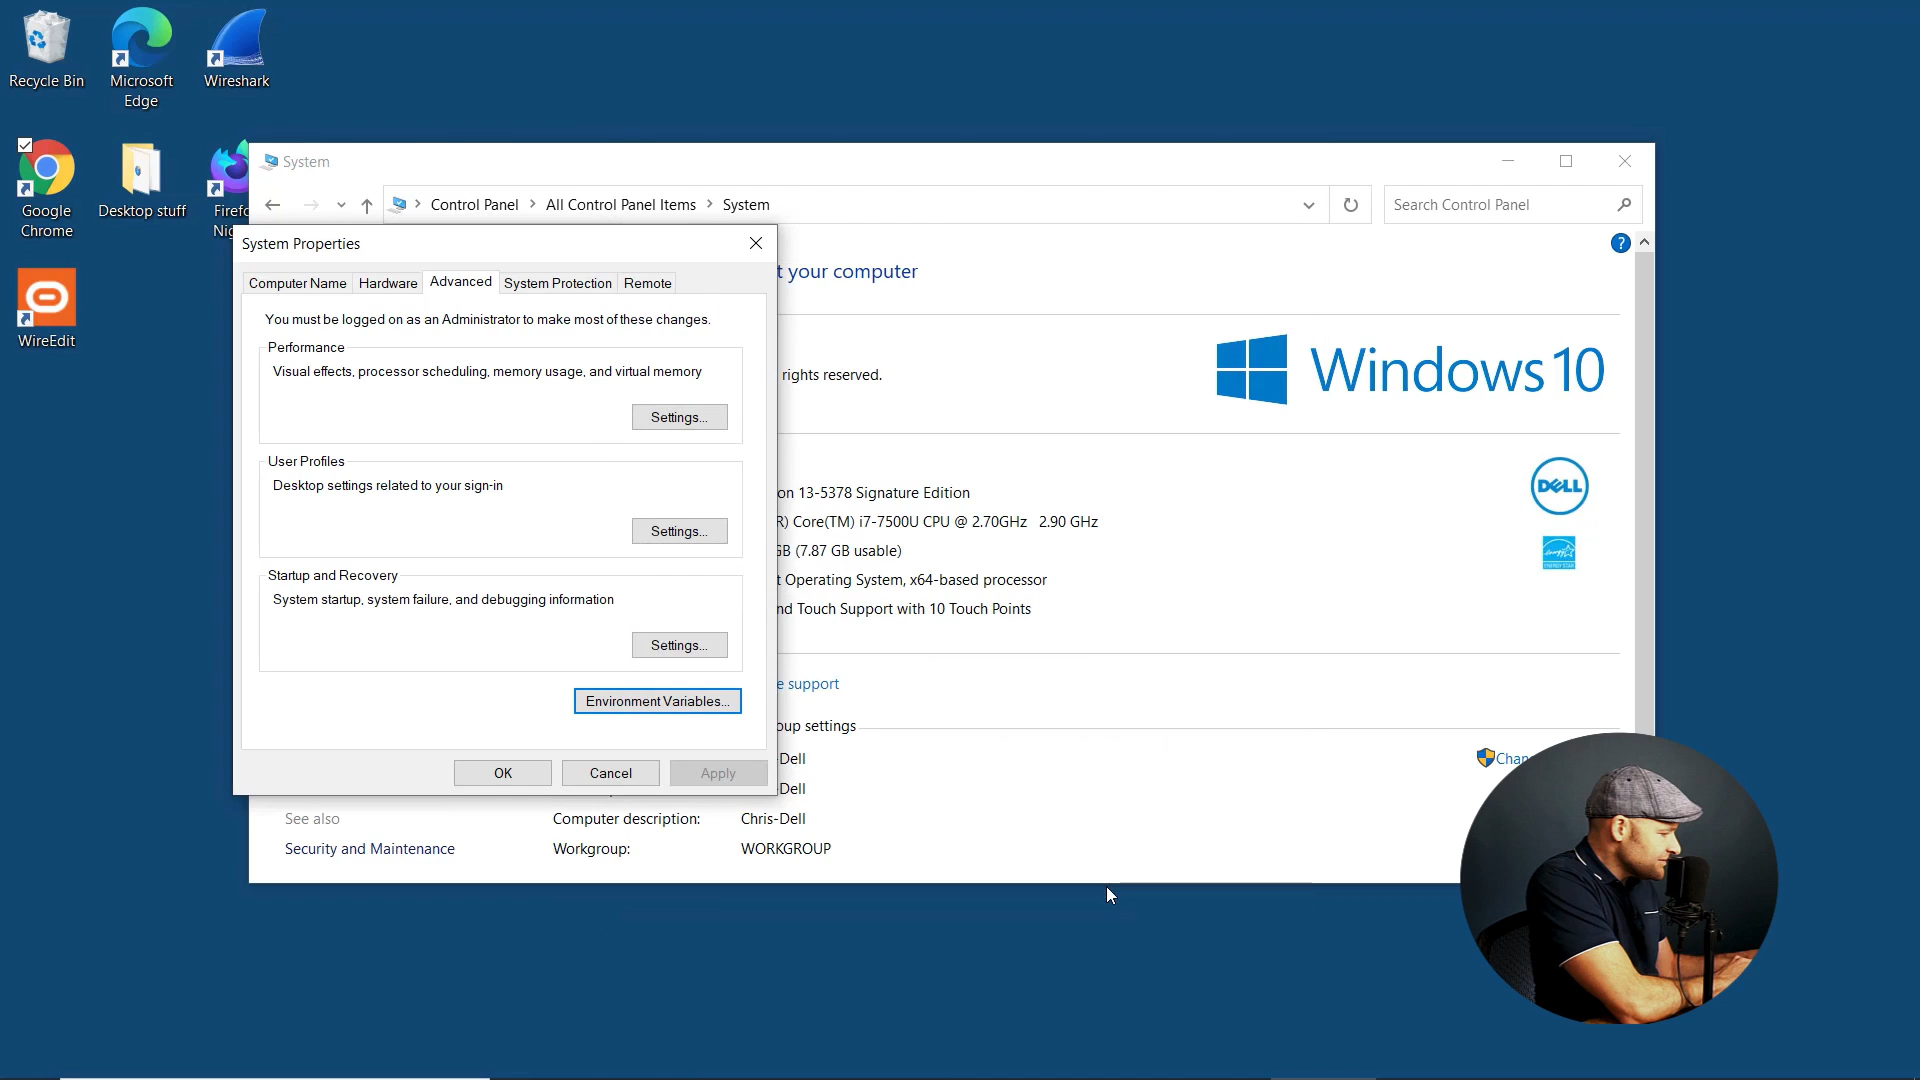 Recycle Bin
Microsoft
Edge
Wireshark
Google
Chrome
Desktop stuff
WireEdit
System
Control Panel
All Control Panel Items
System
Search Control Panel
?
System Properties
Computer Name
Hardware
Advanced
System Protection
Remote
You must be logged on as an Administrator to make most of these changes.
Performance
Visual effects, processor scheduling, memory usage, and virtual memory
Settings...
User Profiles
Desktop settings related to your sign-in
Settings...
Startup and Recovery
System startup, system failure, and debugging information
Settings...
Environment Variables...
OK
Cancel
Apply
t your computer
rights reserved.
Windows 10
DELL
on 13-5378 Signature Edition
R) Core(TM) i7-7500U CPU @ 2.70GHz 2.90 GHz
GB (7.87 GB usable)
t Operating System, x64-based processor
nd Touch Support with 10 Touch Points
e support
oup settings
-Dell
-Dell
See also
Computer description:
Chris-Dell
Security and Maintenance
Workgroup:
WORKGROUP